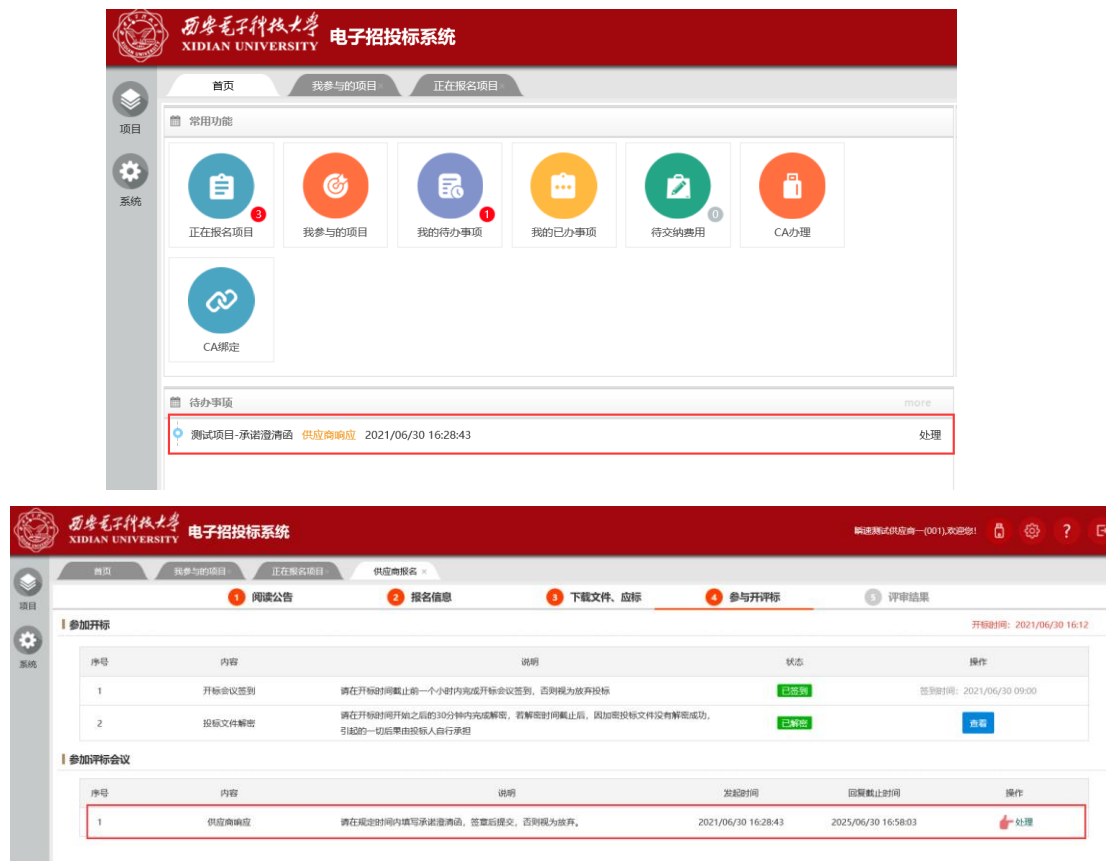 西安电子科技大学
XIDIAN UNIVERSITY
电子招投标系统
首页 我参与的项目 正在报名项目
项目
系统
常用功能
3 1 0
正在报名项目 我参与的项目 我的待办事项 我的已办事项 待交纳费用 CA办理
CA绑定
待办事项 more
测试项目-承诺澄清函 供应商响应 2021/06/30 16:28:43 处理
西安电子科技大学
XIDIAN UNIVERSITY
电子招投标系统
瞬速测试供应商一(001),欢迎您!
首页 我参与的项目 正在报名项目 供应商报名 ×
项目
系统
1 阅读公告 2 报名信息 3 下载文件、应标 4 参与开评标 5 评审结果
参加开标 开标时间：2021/06/30 16:12
序号 内容 说明 状态 操作
1 开标会议签到 请在开标时间截止前一个小时内完成开标会议签到，否则视为放弃投标 已签到 签到时间：2021/06/30 09:00
2 投标文件解密 请在开标时间开始之后的30分钟内完成解密，若解密时间截止后，因加密投标文件没有解密成功， 已解密 查看
引起的一切后果由投标人自行承担
参加评标会议
序号 内容 说明 发起时间 回复截止时间 操作
1 供应商响应 请在规定时间内填写承诺澄清函，签章后提交，否则视为放弃。 2021/06/30 16:28:43 2025/06/30 16:58:03 处理